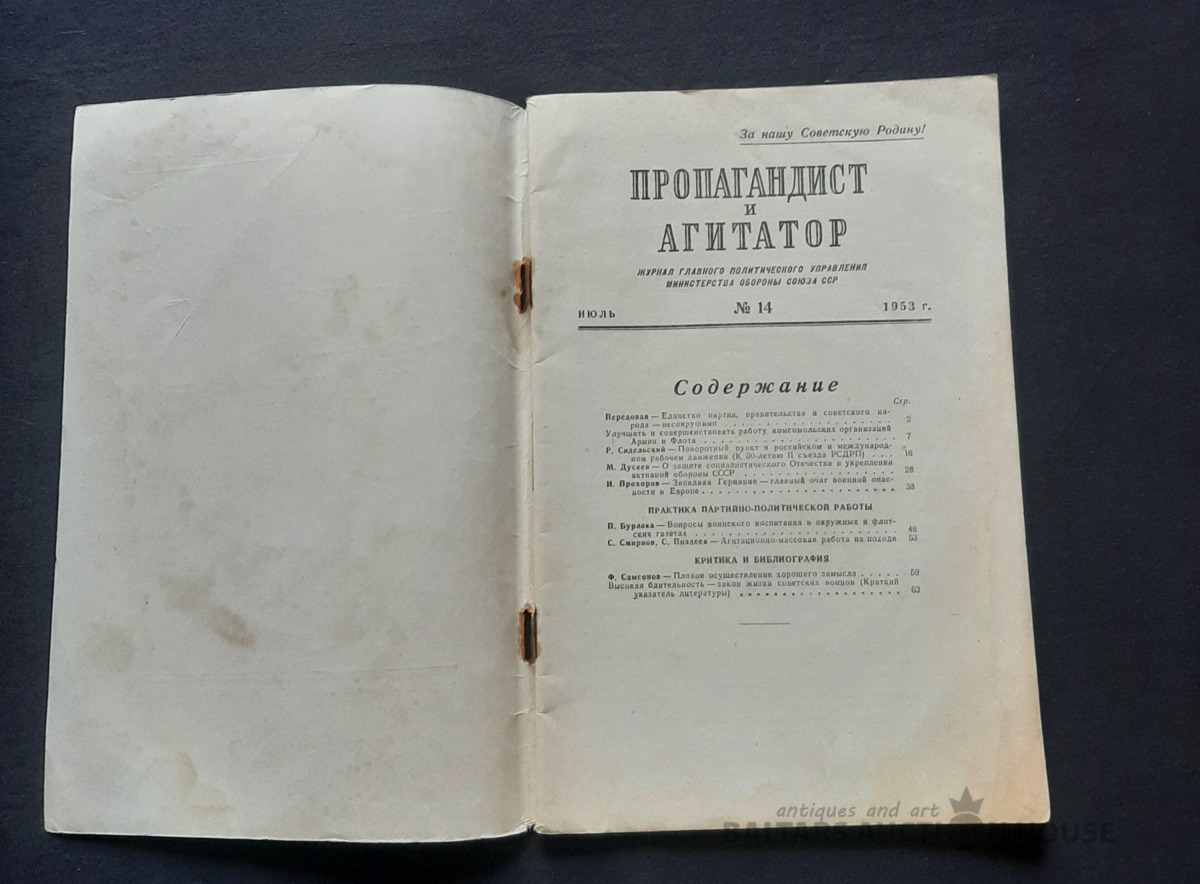 За нашу Советскую Родину!
ПРОПАГАНДИСТ
и
АГИТАТОР
ЖУРНАЛ ГЛАВНОГО ПОЛИТИЧЕСКОГО УПРАВЛЕНИЯ
МИНИСТЕРСТВА ОБОРОНЫ СОЮЗА ССР
ИЮЛЬ № 14 1953 г.
Содержание
Стр.
Передовая — Единство партии, правительства и советского на-
рода — несокрушимо . . . . . . . . . . . . . . . . . . . 2
Улучшать и совершенствовать работу комсомольских организаций
Армии и Флота . . . . . . . . . . . . . . . . . . . . . 7
Р. Сидельский — Поворотный пункт в российском и международ-
ном рабочем движении (К 50-летию II съезда РСДРП) . . . 16
М. Дусеев — О защите социалистического Отечества и укреплении
активной обороны СССР . . . . . . . . . . . . . . . . . 28
И. Прохоров — Западная Германия — главный очаг военной опас-
ности в Европе . . . . . . . . . . . . . . . . . . . . . 38
ПРАКТИКА ПАРТИЙНО-ПОЛИТИЧЕСКОЙ РАБОТЫ
П. Бурлака — Вопросы воинского воспитания в окружных и флот-
ских газетах . . . . . . . . . . . . . . . . . . . . . . 48
С. Смирнов, С. Поздеев — Агитационно-массовая работа на походе 53
КРИТИКА И БИБЛИОГРАФИЯ
Ф. Самсонов — Плохое осуществление хорошего замысла . . . . . 59
Высокая бдительность — закон жизни советских воинов (Краткий
указатель литературы) . . . . . . . . . . . . . . . . . . 63
antiques and art
BALTARS AUCTION HOUSE